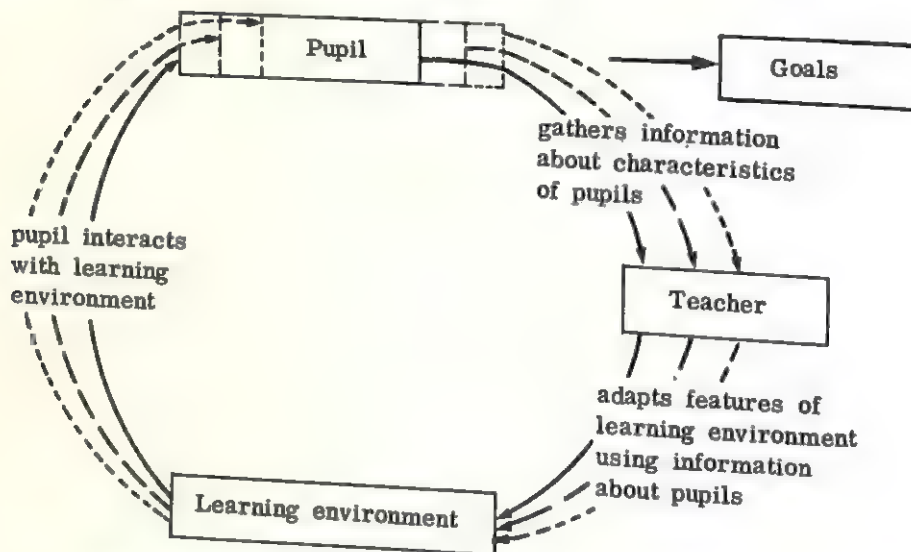 Pupil
Goals
gathers information
about characteristics
of pupils
pupil interacts
with learning
environment
Teacher
adapts features of
learning environment
using information
about pupils
Learning environment